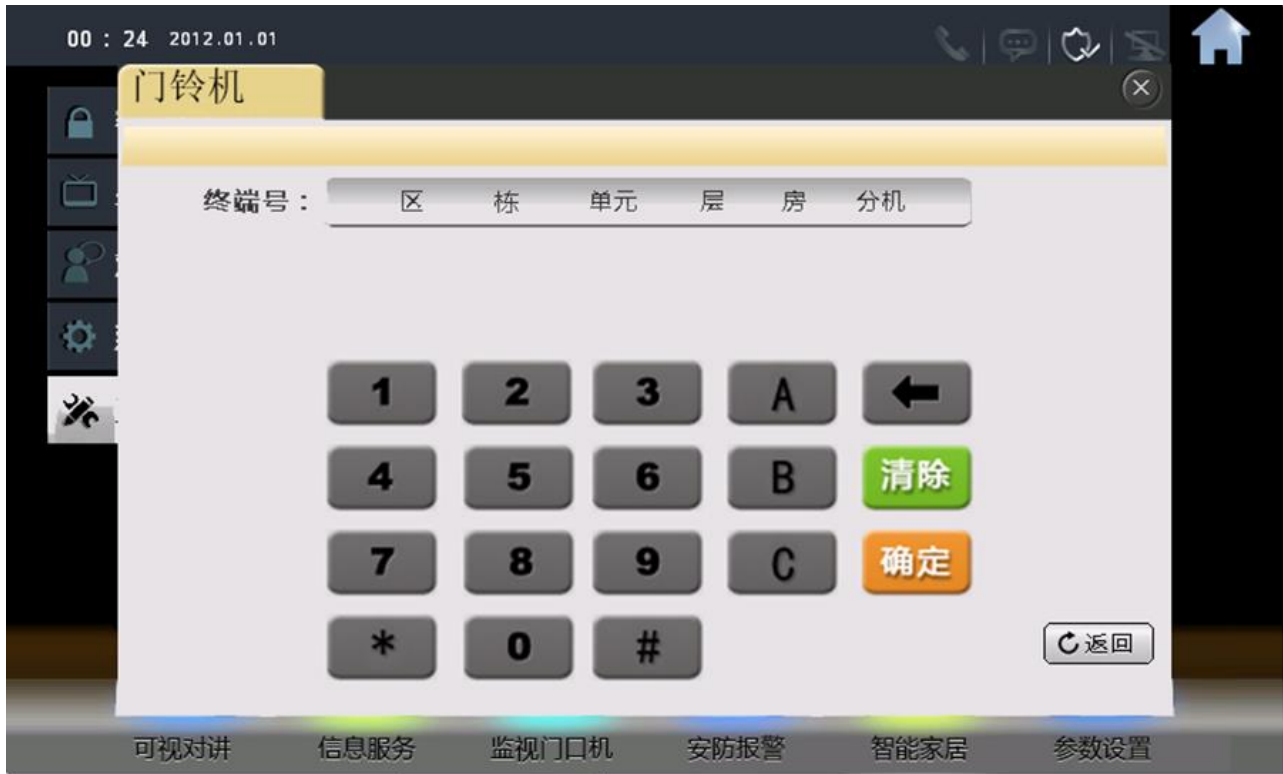 00 : 24 2012.01.01
门铃机
终端号： 区 栋 单元 层 房 分机
1 2 3 A
4 5 6 B 清除
7 8 9 C 确定
* 0 #
返回
可视对讲 信息服务 监视门口机 安防报警 智能家居 参数设置